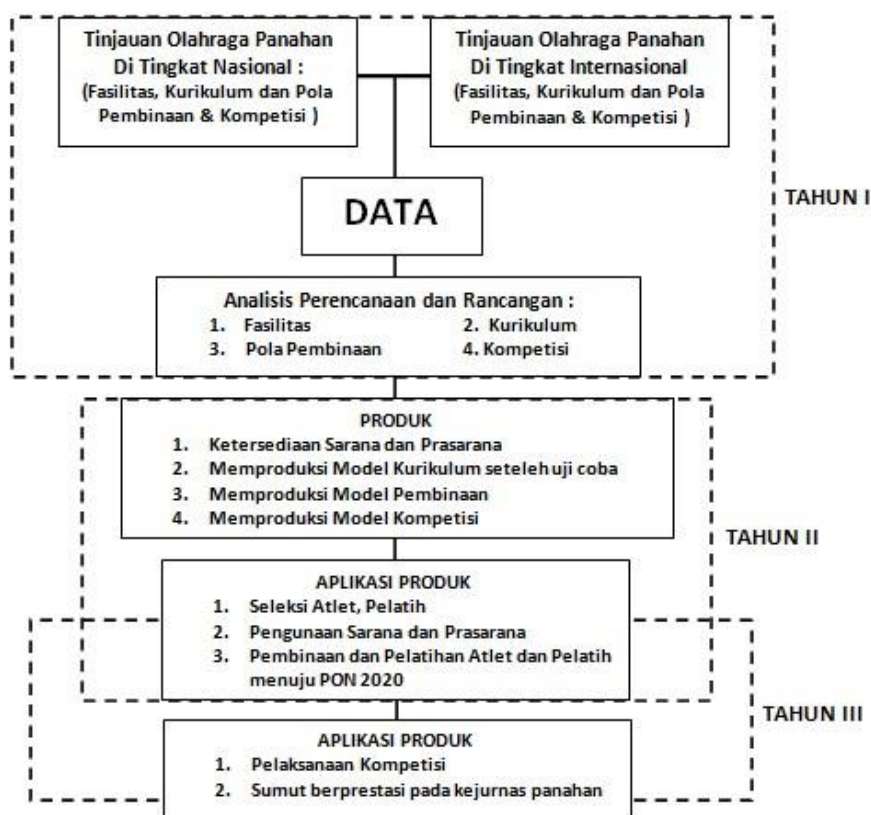 Tinjauan Olahraga Panahan
Di Tingkat Nasional :
(Fasilitas, Kurikulum dan Pola
Pembinaan & Kompetisi )
Tinjauan Olahraga Panahan
Di Tingkat Internasional
(Fasilitas, Kurikulum dan Pola
Pembinaan & Kompetisi )
TAHUN I
DATA
Analisis Perencanaan dan Rancangan :
1. Fasilitas 2. Kurikulum
3. Pola Pembinaan 4. Kompetisi
PRODUK
1. Ketersediaan Sarana dan Prasarana
2. Memproduksi Model Kurikulum seteleh uji coba
3. Memproduksi Model Pembinaan
4. Memproduksi Model Kompetisi
TAHUN II
APLIKASI PRODUK
1. Seleksi Atlet, Pelatih
2. Pengunaan Sarana dan Prasarana
3. Pembinaan dan Pelatihan Atlet dan Pelatih
menuju PON 2020
TAHUN III
APLIKASI PRODUK
1. Pelaksanaan Kompetisi
2. Sumut berprestasi pada kejurnas panahan